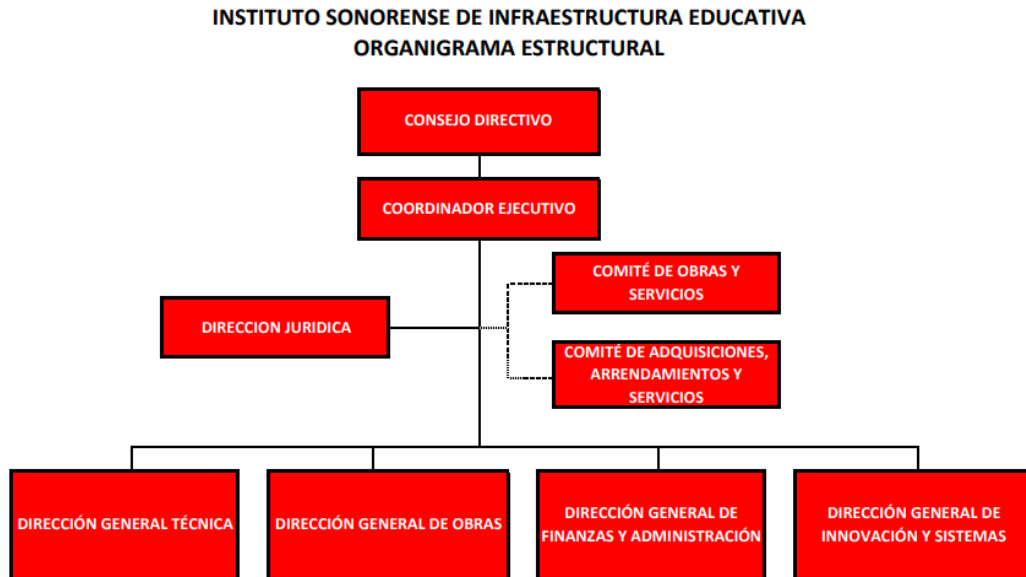 INSTITUTO SONORENSE DE INFRAESTRUCTURA EDUCATIVA
ORGANIGRAMA ESTRUCTURAL
CONSEJO DIRECTIVO
COORDINADOR EJECUTIVO
COMITÉ DE OBRAS Y
SERVICIOS
DIRECCION JURIDICA
COMITÉ DE ADQUISICIONES,
ARRENDAMIENTOS Y
SERVICIOS
DIRECCIÓN GENERAL TÉCNICA
DIRECCIÓN GENERAL DE OBRAS
DIRECCIÓN GENERAL DE
FINANZAS Y ADMINISTRACIÓN
DIRECCIÓN GENERAL DE
INNOVACIÓN Y SISTEMAS